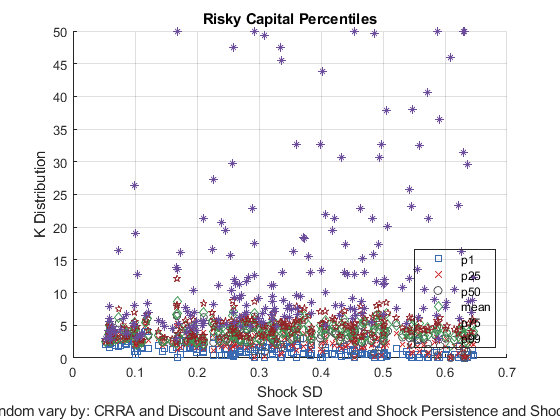 Risky Capital Percentiles
50
45
40
35
30
25
20
15
10
5
0
K Distribution
p1
p25
p50
mean
p75
p99
0
0.1
0.2
0.3
0.4
0.5
0.6
0.7
Shock SD
vary by: CRRA and Discount and Save Interest and Shock Persistence and